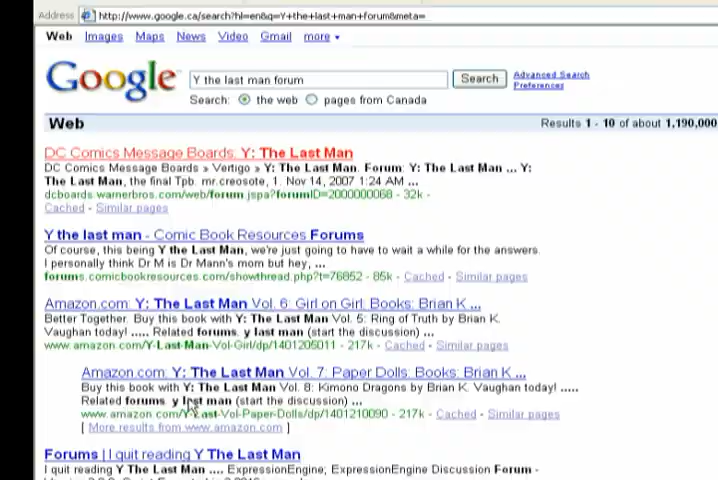 Address http://www.google.ca/search?hl=en&q=Y+the+last+man+forum&meta=
Web Images Maps News Video Gmail more
Google Y the last man forum Search Advanced Search
Preferences
Search: the web pages from Canada
Web Results 1 - 10 of about 1,190,000
DC Comics Message Boards: Y: The Last Man
DC Comics Message Boards » Vertigo » Y: The Last Man. Forum: Y: The Last Man ... Y:
The Last Man, the final Tpb. mr.creosote, 1. Nov 14, 2007 1:24 AM ...
dcboards.warnerbros.com/web/forum.jspa?forumID=2000000068 - 32k -
Cached - Similar pages
Y the last man - Comic Book Resources Forums
Of course, this being Y the Last Man, we're just going to have to wait a while for the answers.
I personally think Dr M is Dr Mann's mom but hey, ...
forums.comicbookresources.com/showthread.php?t=76852 - 85k - Cached - Similar pages
Amazon.com: Y: The Last Man Vol. 6: Girl on Girl: Books: Brian K ...
Better Together. Buy this book with Y: The Last Man Vol. 5: Ring of Truth by Brian K.
Vaughan today! ..... Related forums. y last man (start the discussion) ...
www.amazon.com/Y-Last-Man-Vol-Girl/dp/1401205011 - 217k - Cached - Similar pages
Amazon.com: Y: The Last Man Vol. 7: Paper Dolls: Books: Brian K ...
Buy this book with Y: The Last Man Vol. 8: Kimono Dragons by Brian K. Vaughan today! .....
Related forums. y last man (start the discussion) ...
www.amazon.com/Y-Last-Vol-Paper-Dolls/dp/1401210090 - 217k - Cached - Similar pages
[ More results from www.amazon.com ]
Forums | I quit reading Y The Last Man
I quit reading Y The Last Man .... ExpressionEngine, ExpressionEngine Discussion Forum -